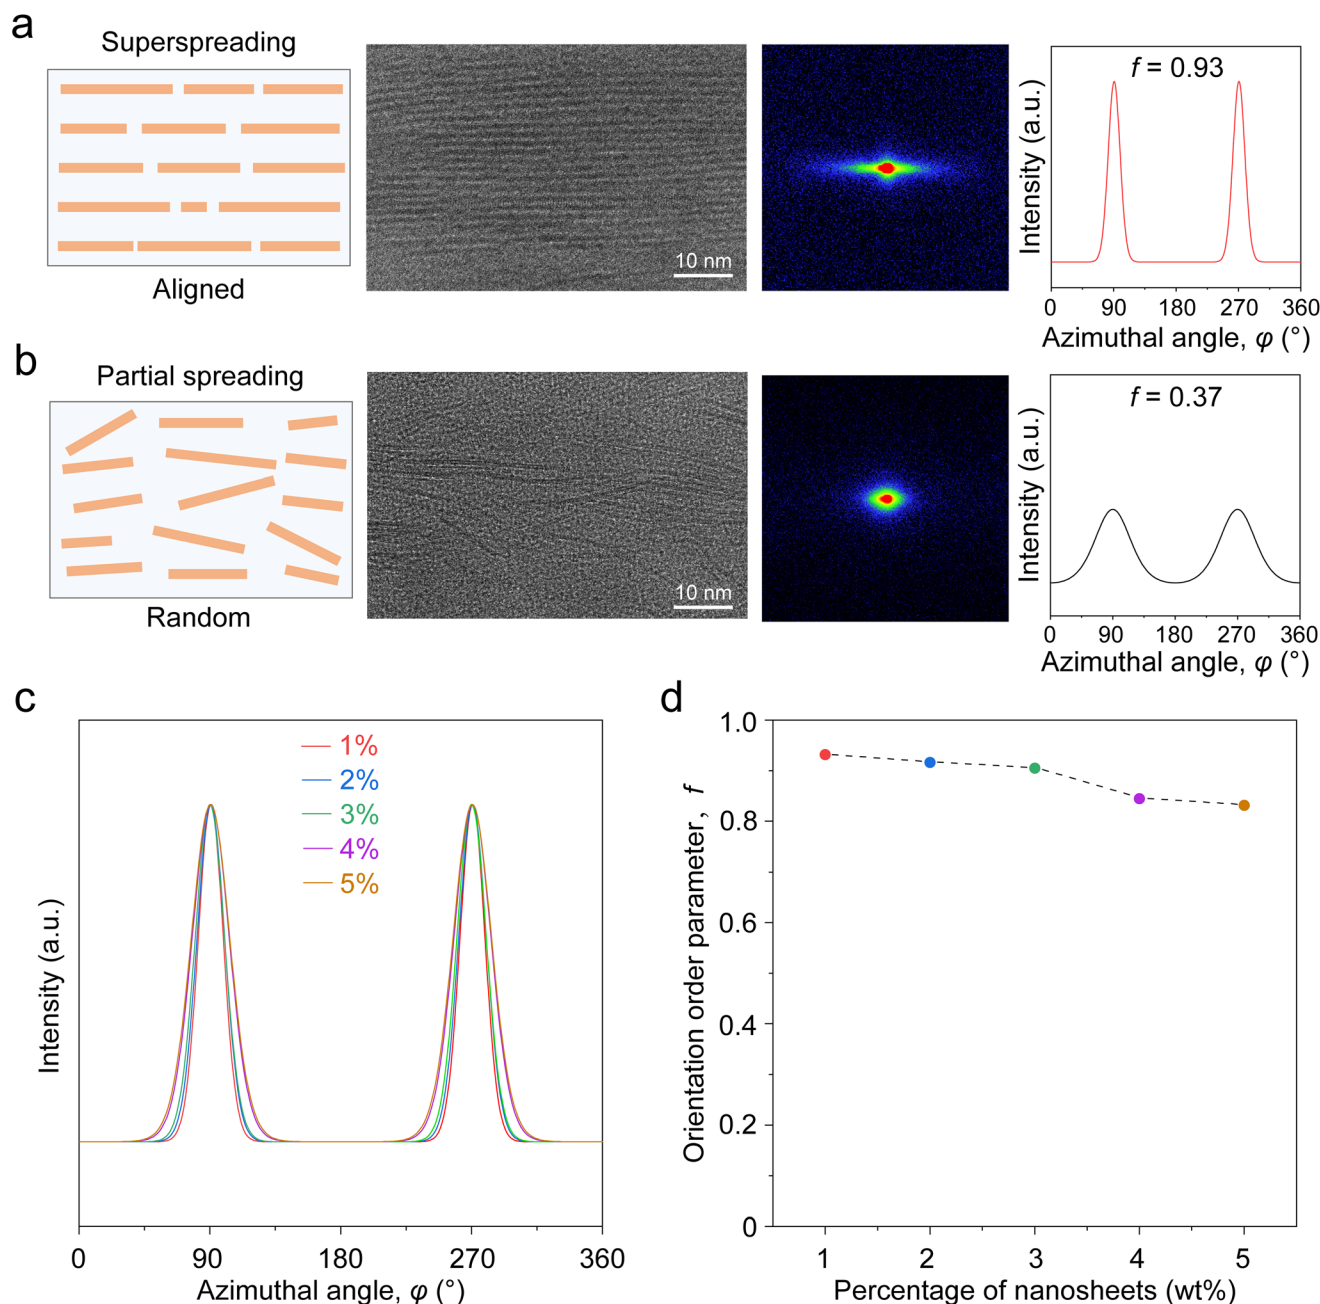 a
Superspreading
Aligned
10 nm
f = 0.93
Intensity (a.u.)
0 90 180 270 360
Azimuthal angle, φ (°)
b
Partial spreading
Random
10 nm
f = 0.37
Intensity (a.u.)
0 90 180 270 360
Azimuthal angle, φ (°)
c
1%
2%
3%
4%
5%
Intensity (a.u.)
0 90 180 270 360
Azimuthal angle, φ (°)
d
1.0
0.8
0.6
0.4
0.2
0
Orientation order parameter, f
1 2 3 4 5
Percentage of nanosheets (wt%)